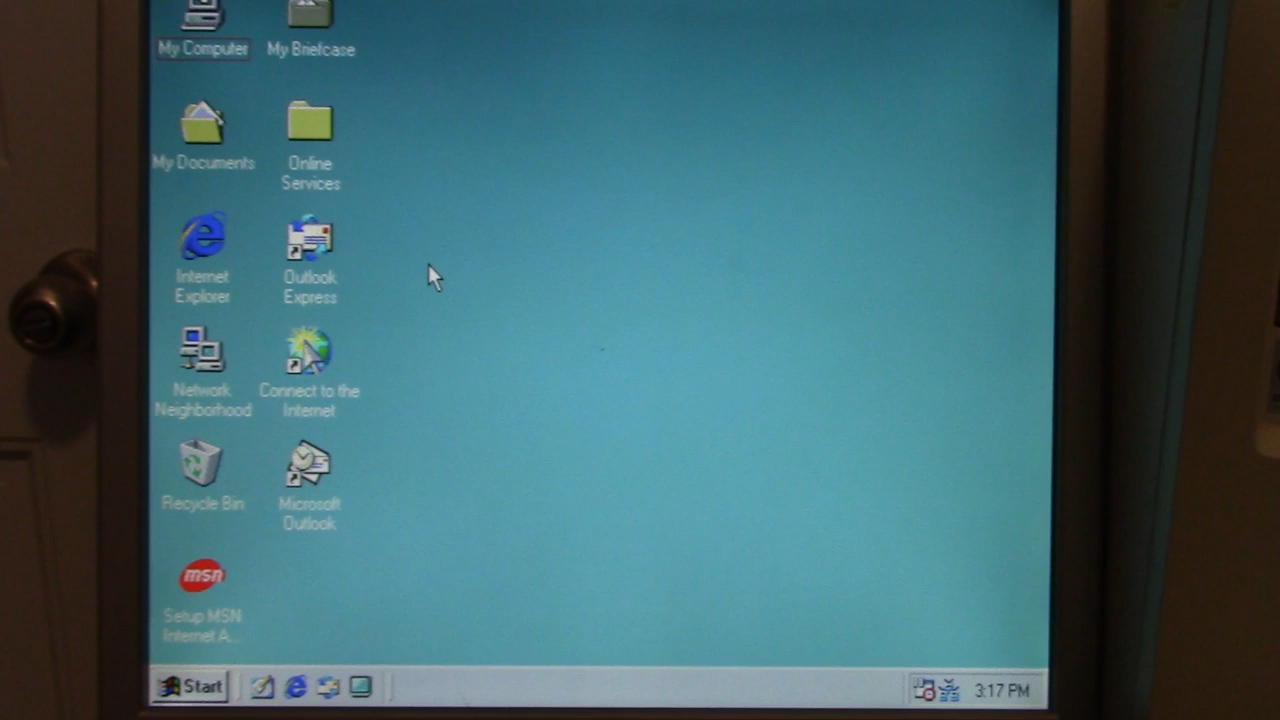 My Computer
My Briefcase
My Documents
Online
Services
Internet
Explorer
Outlook
Express
Network
Neighborhood
Connect to the
Internet
Recycle Bin
Microsoft
Outlook
msn
Setup MSN
Internet A...
Start
3:17 PM